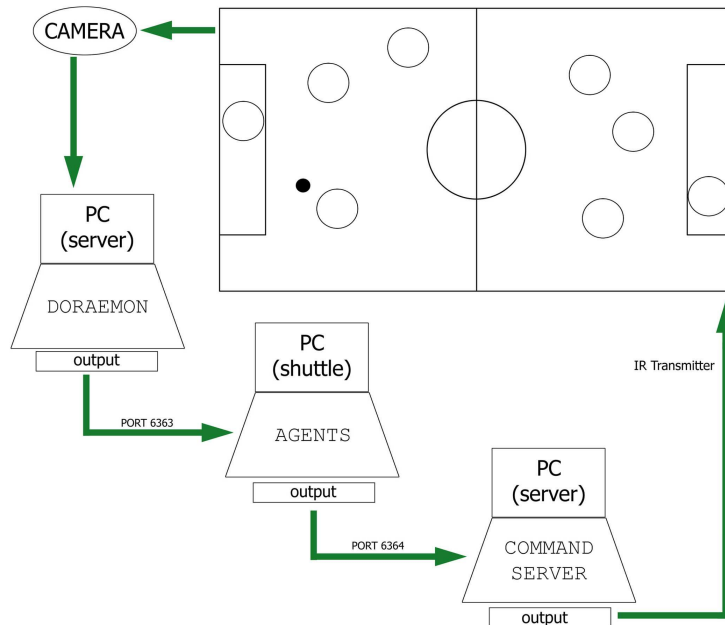 CAMERA
PC
(server)
DORAEMON
output
PORT 6363
PC
(shuttle)
AGENTS
output
PORT 6364
PC
(server)
COMMAND
SERVER
output
IR Transmitter